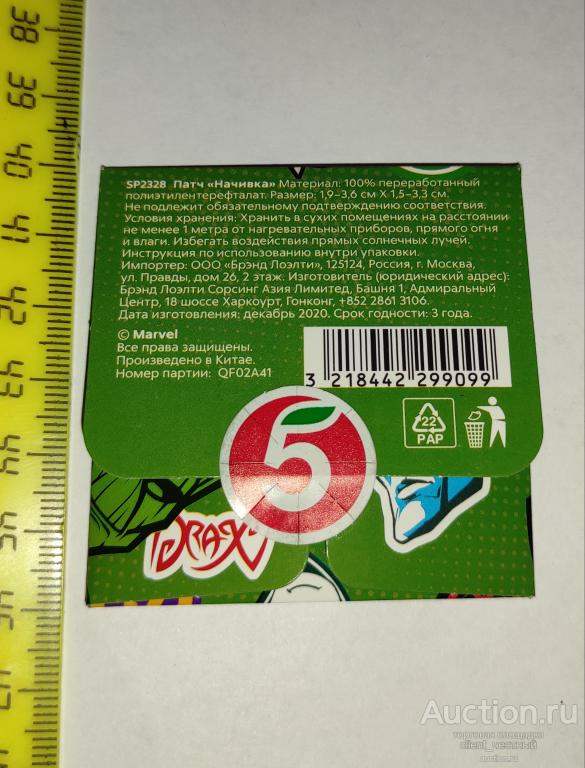 38
39
40
41
42
43
44
45
46
47
SP2328 Патч «Начивка» Материал: 100% переработанный
полиэтилентерефталат. Размер: 1,9–3,6 см X 1,5–3,3 см.
Не подлежит обязательному подтверждению соответствия.
Условия хранения: Хранить в сухих помещениях на расстоянии
не менее 1 метра от нагревательных приборов, прямого огня
и влаги. Избегать воздействия прямых солнечных лучей.
Инструкция по использованию внутри упаковки.
Импортер: ООО «Брэнд Лоэлти», 125124, Россия, г. Москва,
ул. Правды, дом 26, 2 этаж. Изготовитель (юридический адрес):
Брэнд Лоэлти Сорсинг Азия Лимитед, Башня 1, Адмиральный
Центр, 18 шоссе Харкоурт, Гонконг, +852 2861 3106.
Дата изготовления: декабрь 2020. Срок годности: 3 года.
© Marvel
Все права защищены.
Произведено в Китае.
Номер партии: QF02A41
3 218442 299099
22
PAP
5
DRAX
Auction.ru
торговая площадка
client_честный
auction.ru